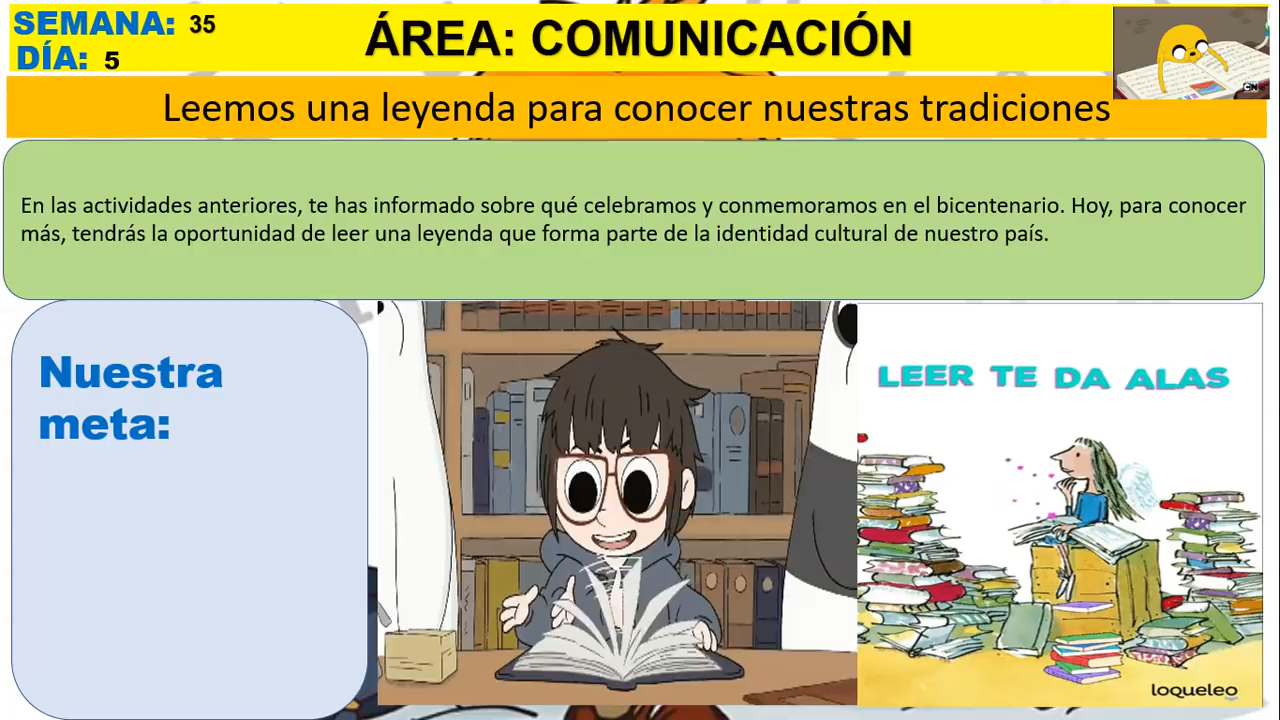 SEMANA: 35
DÍA: 5
ÁREA: COMUNICACIÓN
Leemos una leyenda para conocer nuestras tradiciones
En las actividades anteriores, te has informado sobre qué celebramos y conmemoramos en el bicentenario. Hoy, para conocer
más, tendrás la oportunidad de leer una leyenda que forma parte de la identidad cultural de nuestro país.
Nuestra
meta:
LEER TE DA ALAS
loqueleo